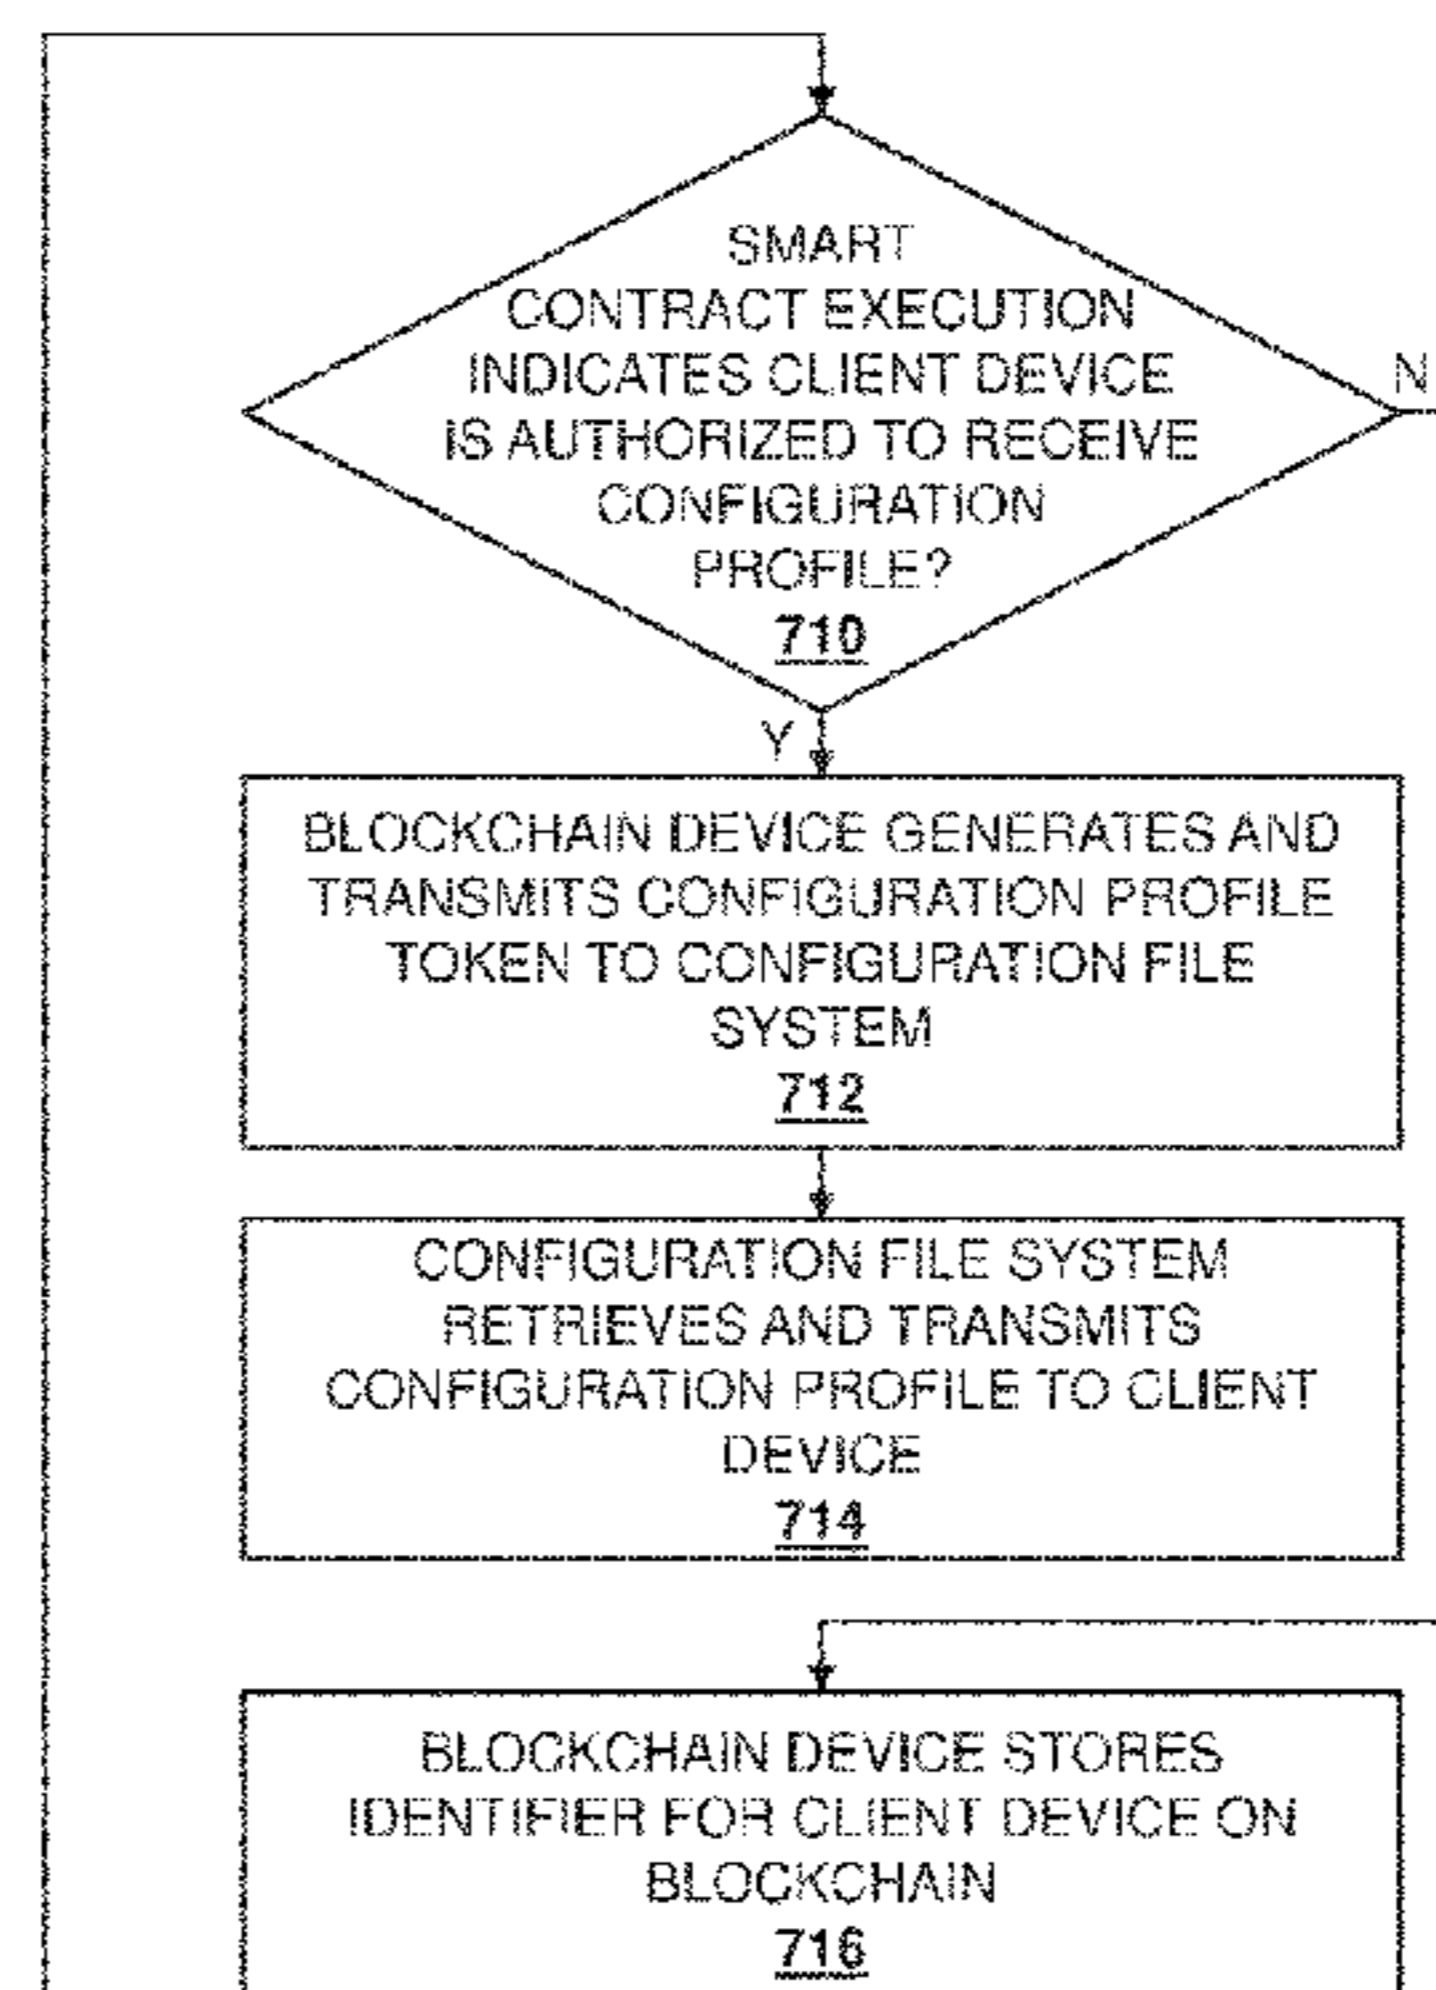 SMART
CONTRACT EXECUTION
INDICATES CLIENT DEVICE
IS AUTHORIZED TO RECEIVE
CONFIGURATION
PROFILE?
710
N
Y
BLOCKCHAIN DEVICE GENERATES AND
TRANSMITS CONFIGURATION PROFILE
TOKEN TO CONFIGURATION FILE
SYSTEM
712
CONFIGURATION FILE SYSTEM
RETRIEVES AND TRANSMITS
CONFIGURATION PROFILE TO CLIENT
DEVICE
714
BLOCKCHAIN DEVICE STORES
IDENTIFIER FOR CLIENT DEVICE ON
BLOCKCHAIN
716